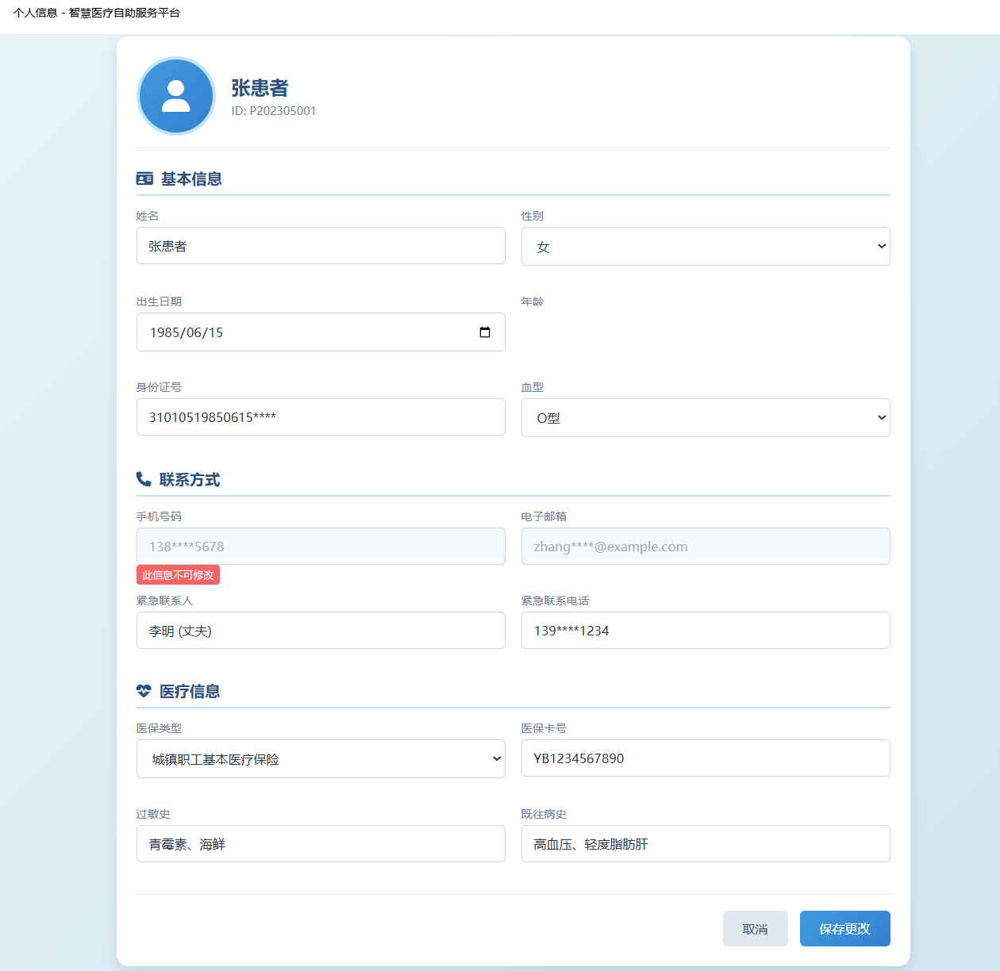 个人信息 - 智慧医疗自助服务平台
张患者
ID: P202305001
基本信息
姓名
性别
张患者
女
出生日期
年龄
1985/06/15
身份证号
血型
31010519850615****
O型
联系方式
手机号码
电子邮箱
138****5678
zhang****@example.com
此信息不可修改
紧急联系人
紧急联系电话
李明 (丈夫)
139****1234
医疗信息
医保类型
医保卡号
城镇职工基本医疗保险
YB1234567890
过敏史
既往病史
青霉素、海鲜
高血压、轻度脂肪肝
取消
保存更改